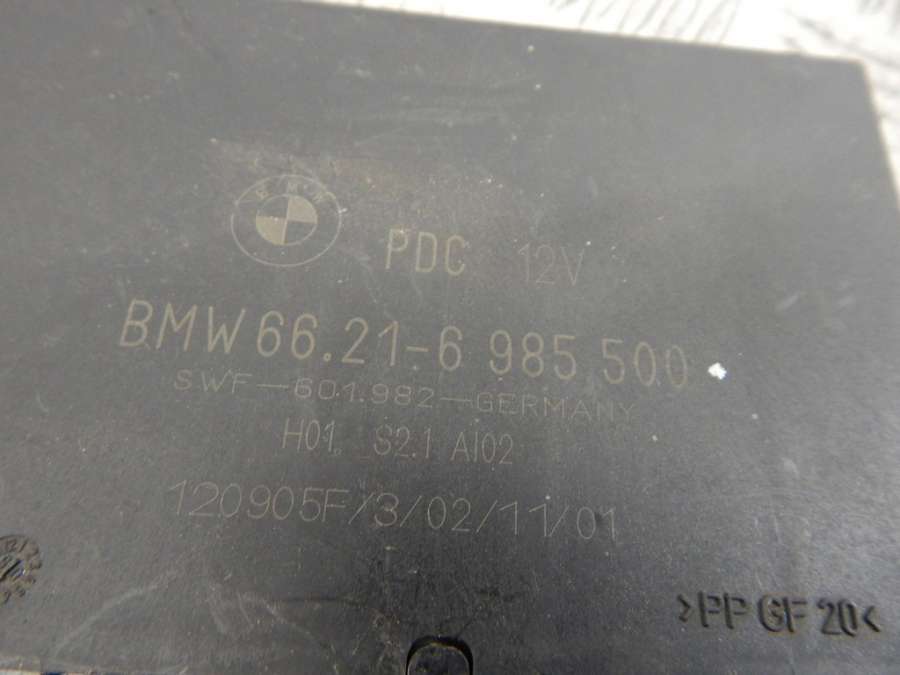 BMW
PDC 12V
BMW 66.21-6 985 500
SWF-601.982-GERMANY
H01 S2.1 AI02
120905F/3/02/11/01
>PP GF 20<